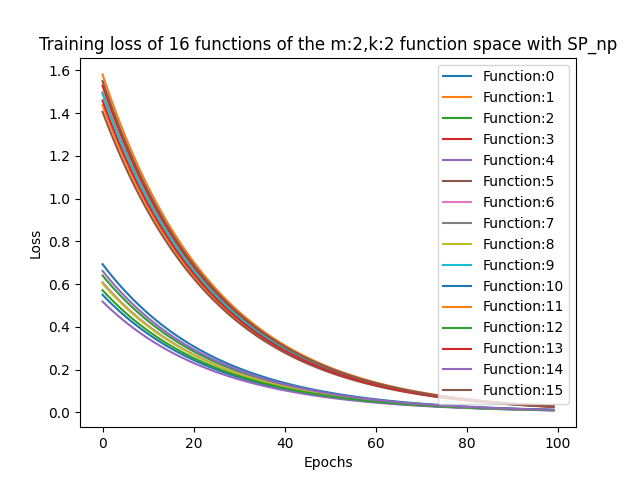 Training loss of 16 functions of the m:2,k:2 function space with SP_np
Loss
1.6
1.4
1.2
1.0
0.8
0.6
0.4
0.2
0.0
Function:0
Function:1
Function:2
Function:3
Function:4
Function:5
Function:6
Function:7
Function:8
Function:9
Function:10
Function:11
Function:12
Function:13
Function:14
Function:15
0 20 40 60 80 100
Epochs